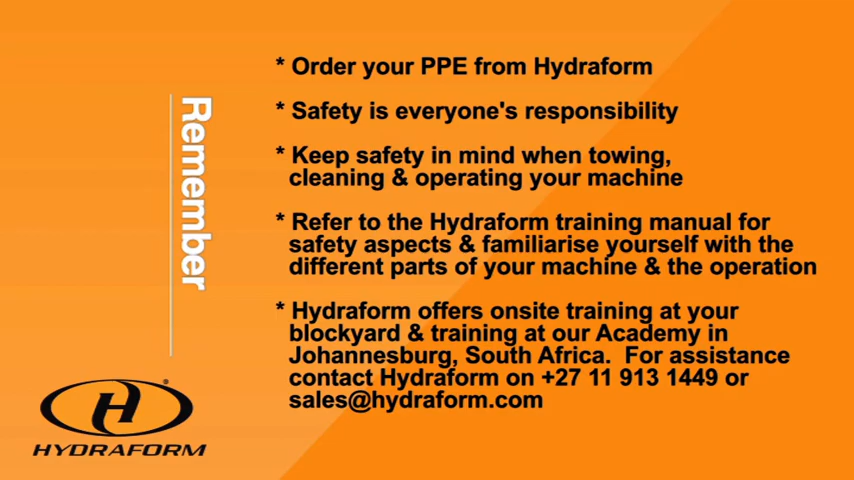 Remember
* Order your PPE from Hydraform
* Safety is everyone's responsibility
* Keep safety in mind when towing,
cleaning & operating your machine
* Refer to the Hydraform training manual for
safety aspects & familiarise yourself with the
different parts of your machine & the operation
* Hydraform offers onsite training at your
blockyard & training at our Academy in
Johannesburg, South Africa.  For assistance
contact Hydraform on +27 11 913 1449 or
sales@hydraform.com
H ®
HYDRAFORM